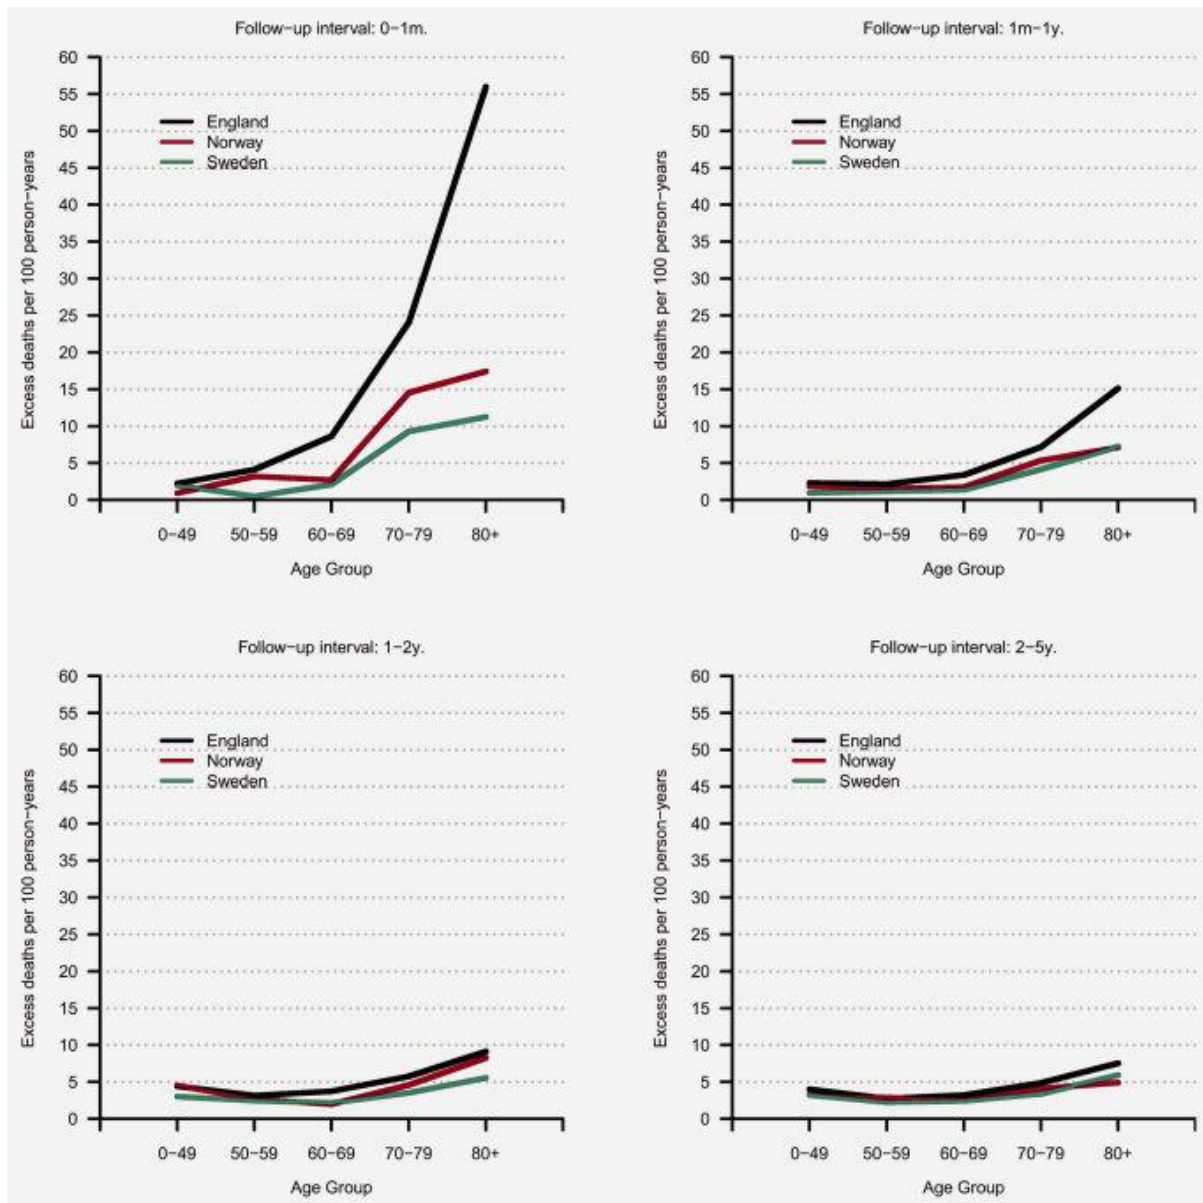 Follow-up interval: 0-1m.
Excess deaths per 100 person-years
60
55
50
45
40
35
30
25
20
15
10
5
0
England
Norway
Sweden
0-49 50-59 60-69 70-79 80+
Age Group
Follow-up interval: 1m-1y.
Excess deaths per 100 person-years
60
55
50
45
40
35
30
25
20
15
10
5
0
England
Norway
Sweden
0-49 50-59 60-69 70-79 80+
Age Group
Follow-up interval: 1-2y.
Excess deaths per 100 person-years
60
55
50
45
40
35
30
25
20
15
10
5
0
England
Norway
Sweden
0-49 50-59 60-69 70-79 80+
Age Group
Follow-up interval: 2-5y.
Excess deaths per 100 person-years
60
55
50
45
40
35
30
25
20
15
10
5
0
England
Norway
Sweden
0-49 50-59 60-69 70-79 80+
Age Group